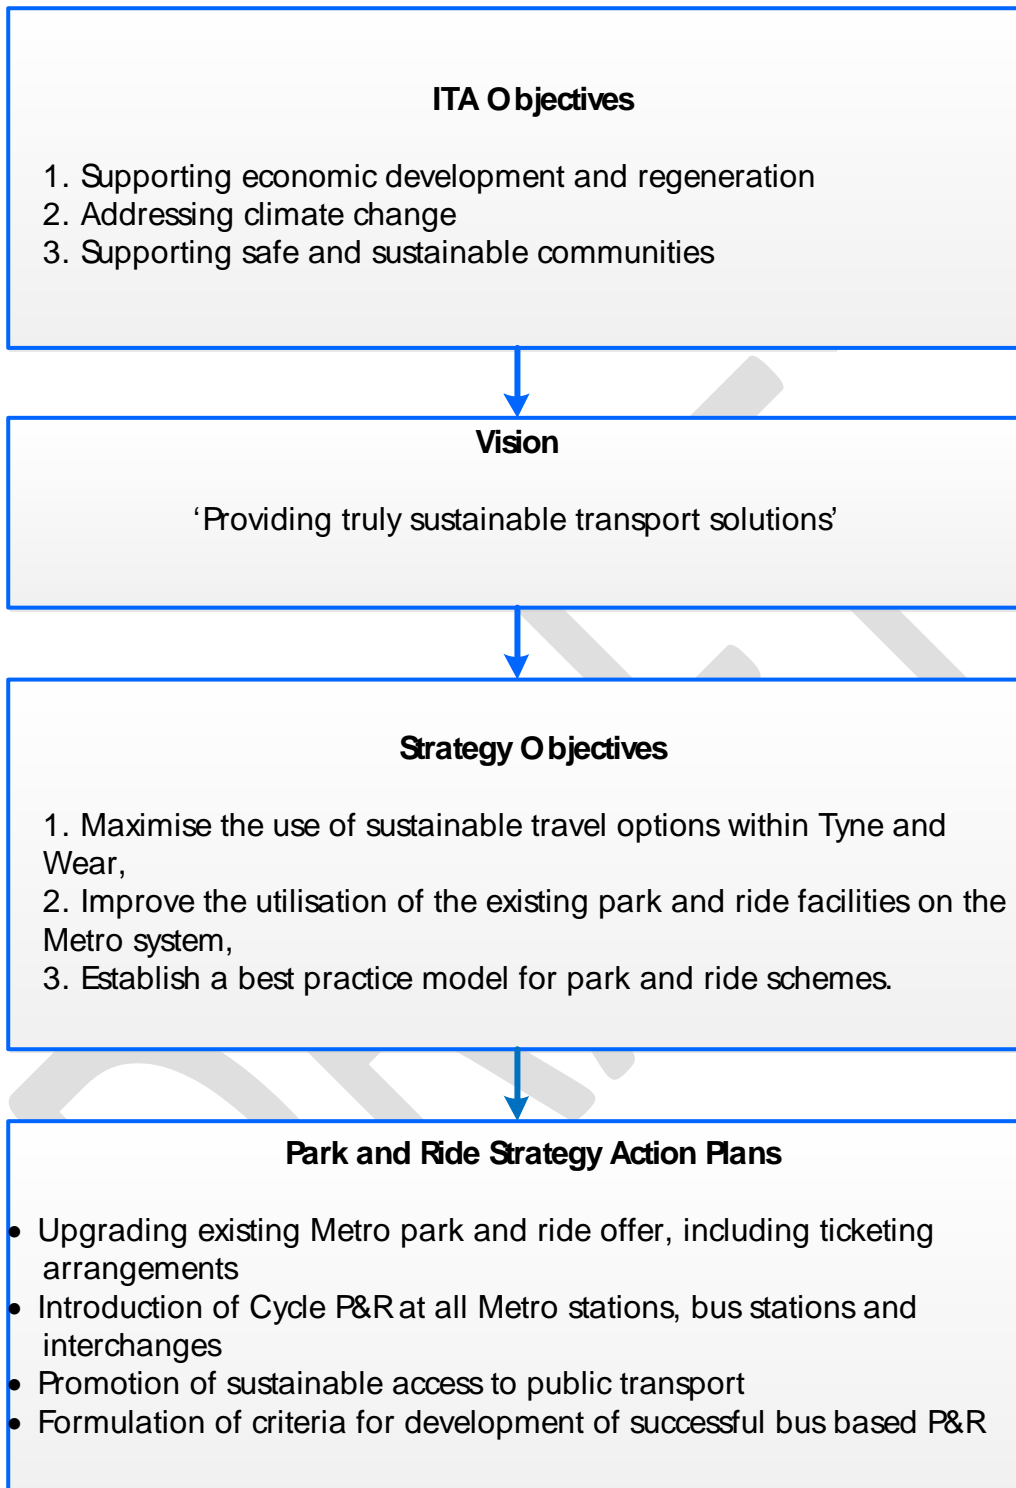 ITA Objectives
1. Supporting economic development and regeneration
2. Addressing climate change
3. Supporting safe and sustainable communities
Vision
‘Providing truly sustainable transport solutions’
Strategy Objectives
1. Maximise the use of sustainable travel options within Tyne and
Wear,
2. Improve the utilisation of the existing park and ride facilities on the
Metro system,
3. Establish a best practice model for park and ride schemes.
Park and Ride Strategy Action Plans
• Upgrading existing Metro park and ride offer, including ticketing
arrangements
• Introduction of Cycle P&R at all Metro stations, bus stations and
interchanges
• Promotion of sustainable access to public transport
• Formulation of criteria for development of successful bus based P&R